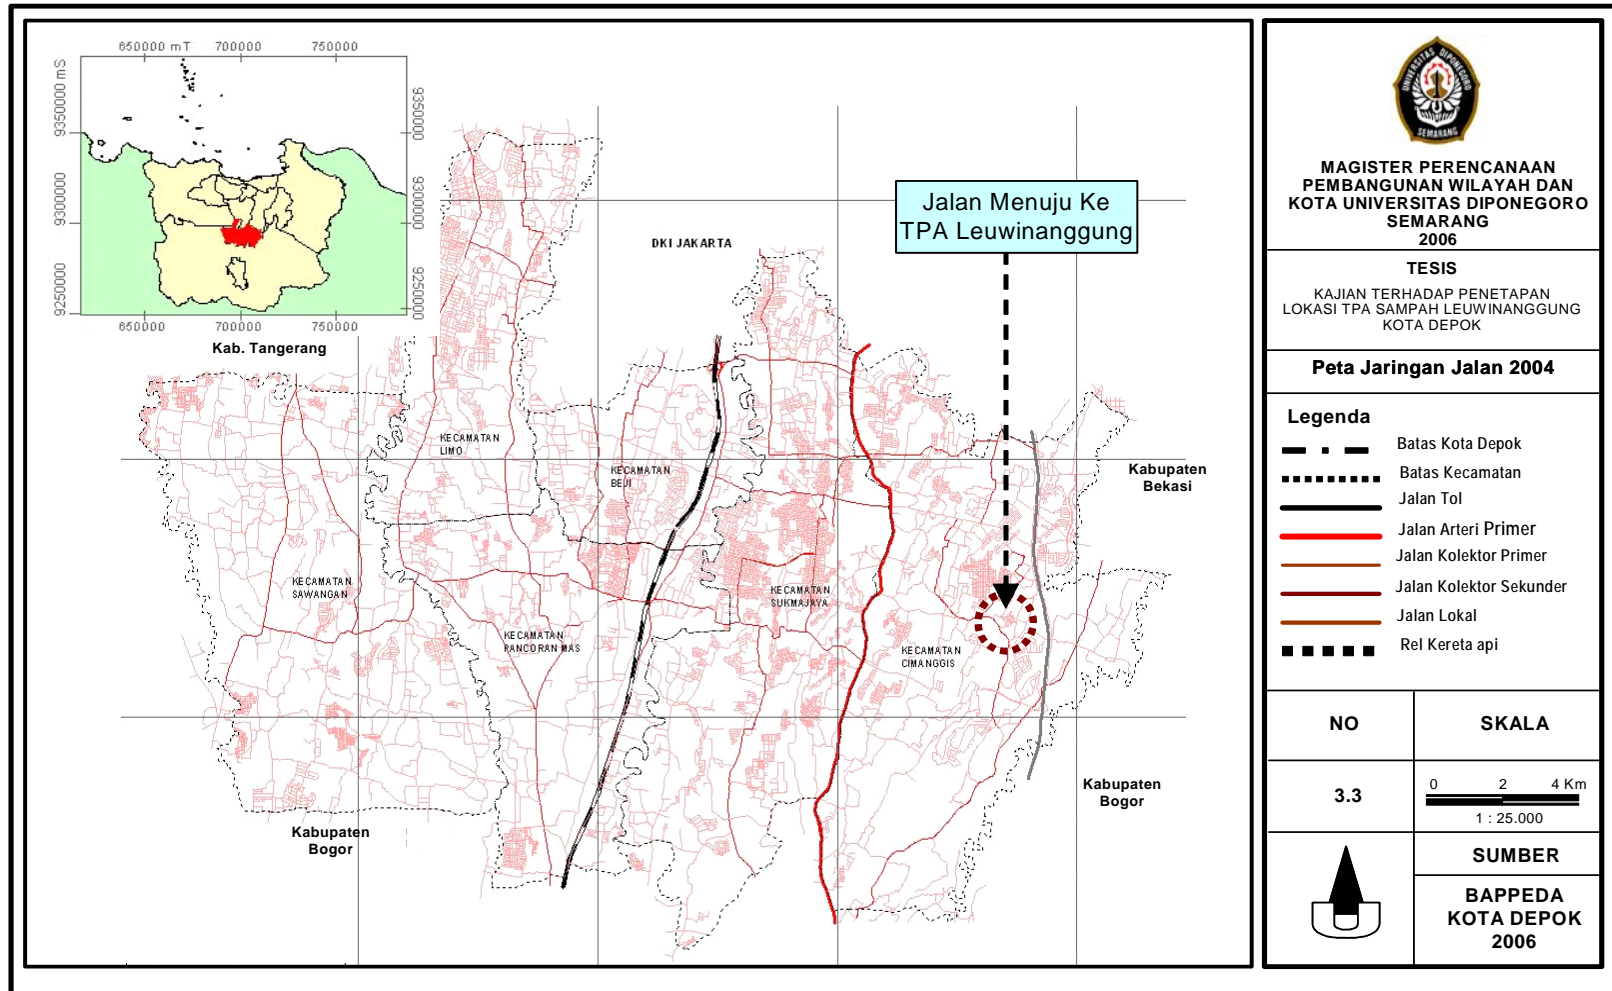 650000 mT 700000 750000
9350000 mS
9300000
9250000
9350000
9300000
9250000
650000 700000 750000
Kab. Tangerang
DKI JAKARTA
Jalan Menuju Ke
TPA Leuwinanggung
KECAMATAN
LIMO
KECAMATAN
BEJI
Kabupaten
Bekasi
KECAMATAN
SAWANGAN
KECAMATAN
SUKMAJAYA
KECAMATAN
PANCORAN MAS
KECAMATAN
CIMANGGIS
Kabupaten
Bogor
Kabupaten
Bogor
UNIVERSITAS DIPONEGORO
SEMARANG
MAGISTER PERENCANAAN
PEMBANGUNAN WILAYAH DAN
KOTA UNIVERSITAS DIPONEGORO
SEMARANG
2006
TESIS
KAJIAN TERHADAP PENETAPAN
LOKASI TPA SAMPAH LEUWINANGGUNG
KOTA DEPOK
Peta Jaringan Jalan 2004
Legenda
Batas Kota Depok
Batas Kecamatan
Jalan Tol
Jalan Arteri Primer
Jalan Kolektor Primer
Jalan Kolektor Sekunder
Jalan Lokal
Rel Kereta api
NO
SKALA
3.3
0 2 4 Km
1 : 25.000
SUMBER
BAPPEDA
KOTA DEPOK
2006